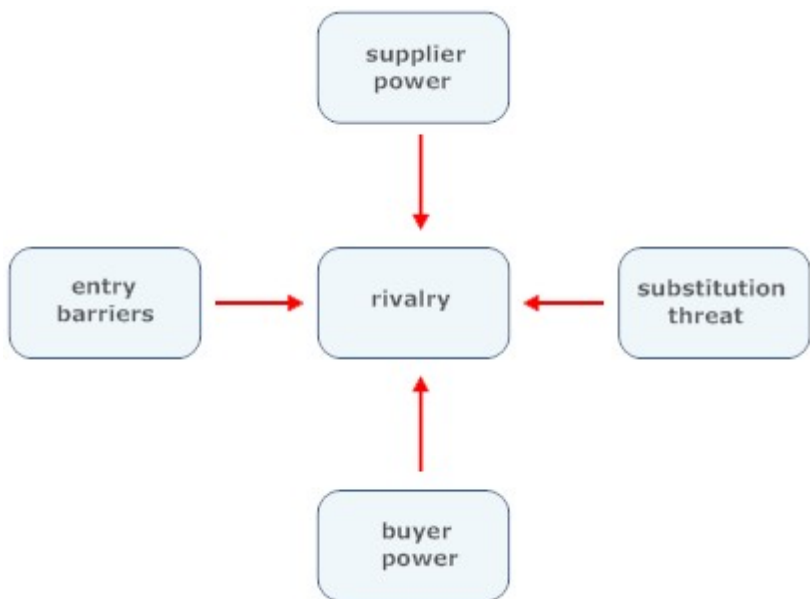 supplier
power
entry
barriers
rivalry
substitution
threat
buyer
power